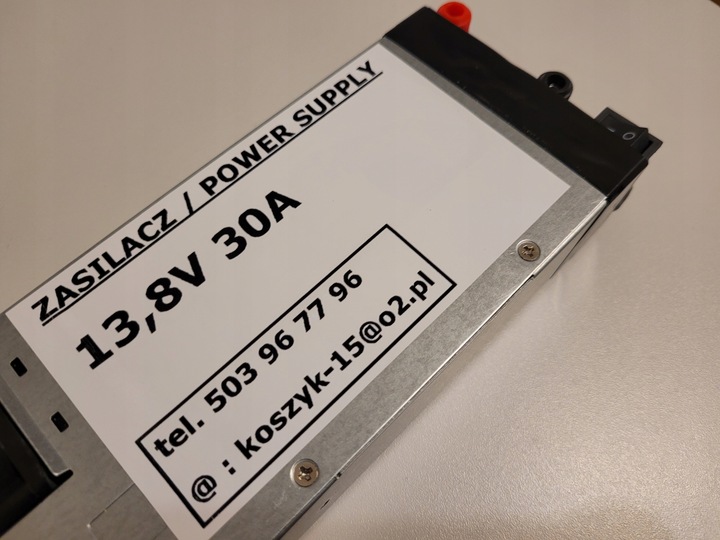 ZASILACZ / POWER SUPPLY
13,8V 30A
tel. 503 96 77 96
@ : koszyk-15@o2.pl
O